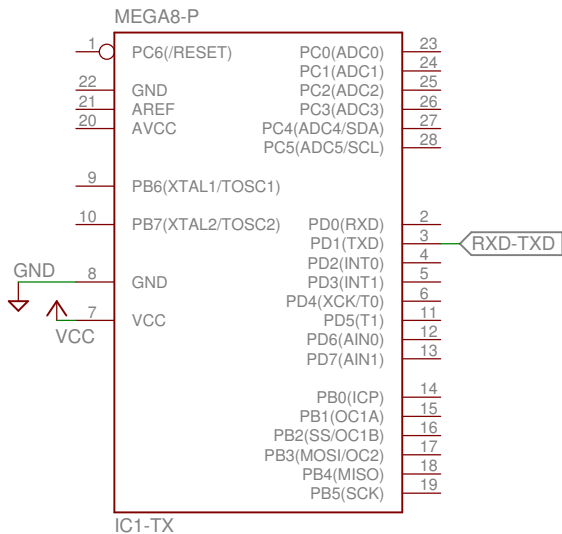 MEGA8-P
1 PC6(/RESET) PC0(ADC0) 23
PC1(ADC1) 24
22 GND PC2(ADC2) 25
21 AREF PC3(ADC3) 26
20 AVCC PC4(ADC4/SDA) 27
PC5(ADC5/SCL) 28
9 PB6(XTAL1/TOSC1)
10 PB7(XTAL2/TOSC2) PD0(RXD) 2
PD1(TXD) 3 RXD-TXD
PD2(INT0) 4
GND 8 GND PD3(INT1) 5
PD4(XCK/T0) 6
VCC 7 VCC PD5(T1) 11
PD6(AIN0) 12
PD7(AIN1) 13
PB0(ICP) 14
PB1(OC1A) 15
PB2(SS/OC1B) 16
PB3(MOSI/OC2) 17
PB4(MISO) 18
PB5(SCK) 19
IC1-TX